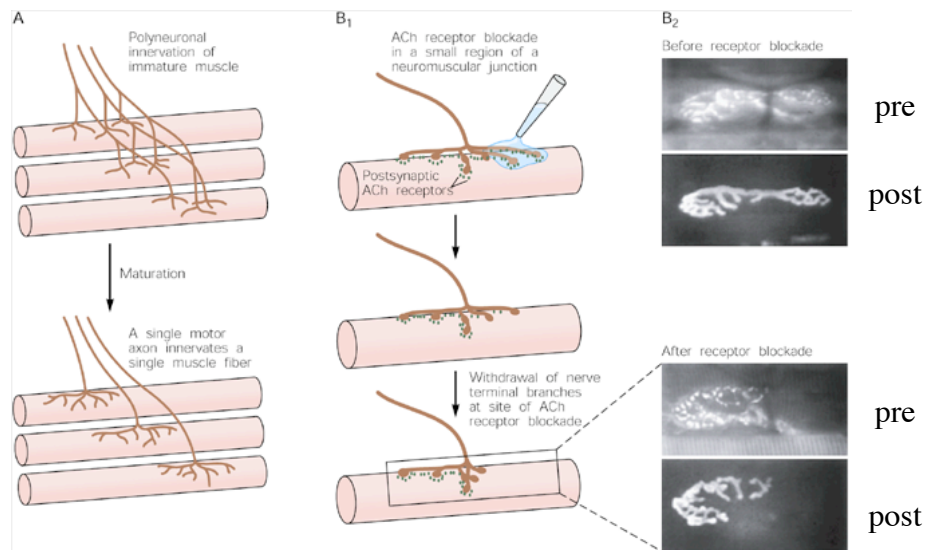 A
Polyneuronal
innervation of
immature muscle
Maturation
A single motor
axon innervates a
single muscle fiber
B1
ACh receptor blockade
in a small region of a
neuromuscular junction
Postsynaptic
ACh receptors
Withdrawal of nerve
terminal branches
at site of ACh
receptor blockade
B2
Before receptor blockade
pre
post
After receptor blockade
pre
post